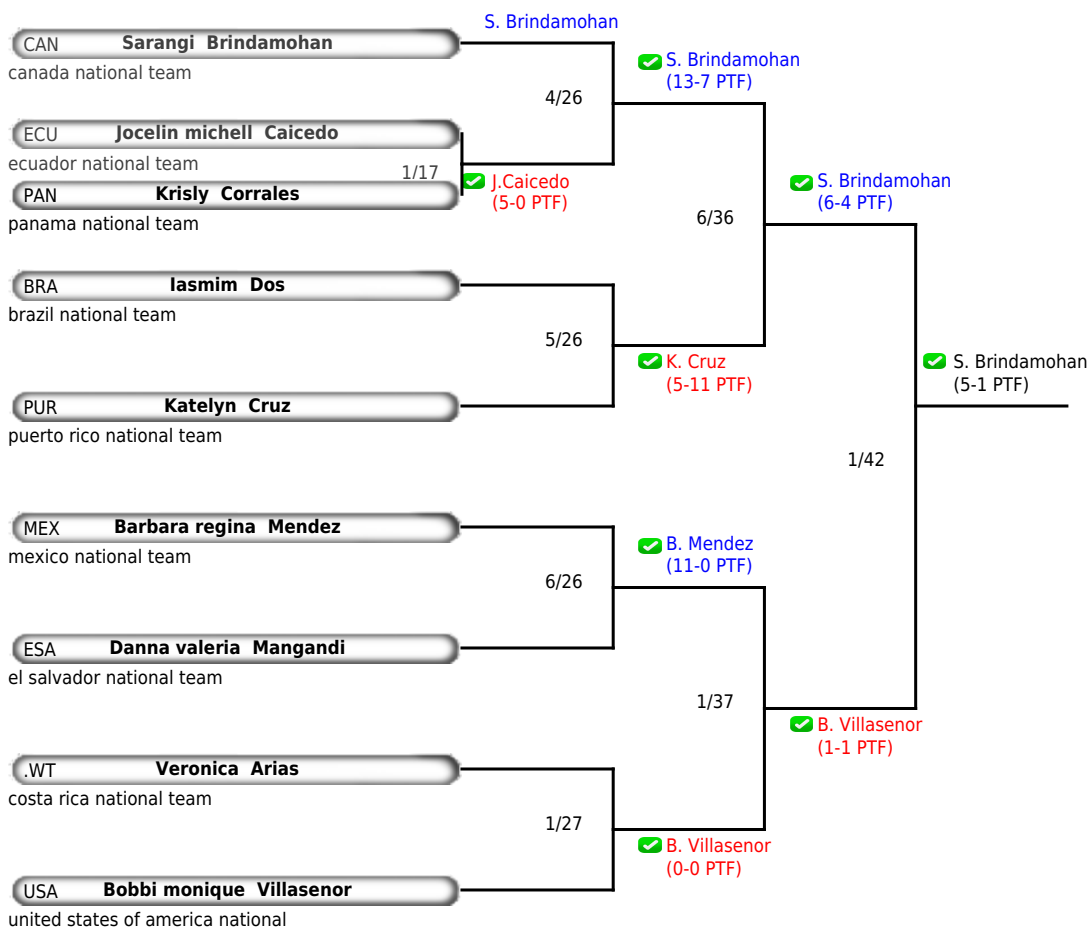 S. Brindamohan
CAN Sarangi Brindamohan
canada national team
S. Brindamohan
(13-7 PTF)
4/26
ECU Jocelin michell Caicedo
ecuador national team
1/17
J.Caicedo
(5-0 PTF)
PAN Krisly Corrales
panama national team
S. Brindamohan
(6-4 PTF)
6/36
BRA Iasmim Dos
brazil national team
5/26
K. Cruz
(5-11 PTF)
S. Brindamohan
(5-1 PTF)
PUR Katelyn Cruz
puerto rico national team
1/42
MEX Barbara regina Mendez
mexico national team
B. Mendez
(11-0 PTF)
6/26
ESA Danna valeria Mangandi
el salvador national team
1/37
B. Villasenor
(1-1 PTF)
.WT Veronica Arias
costa rica national team
1/27
B. Villasenor
(0-0 PTF)
USA Bobbi monique Villasenor
united states of america national